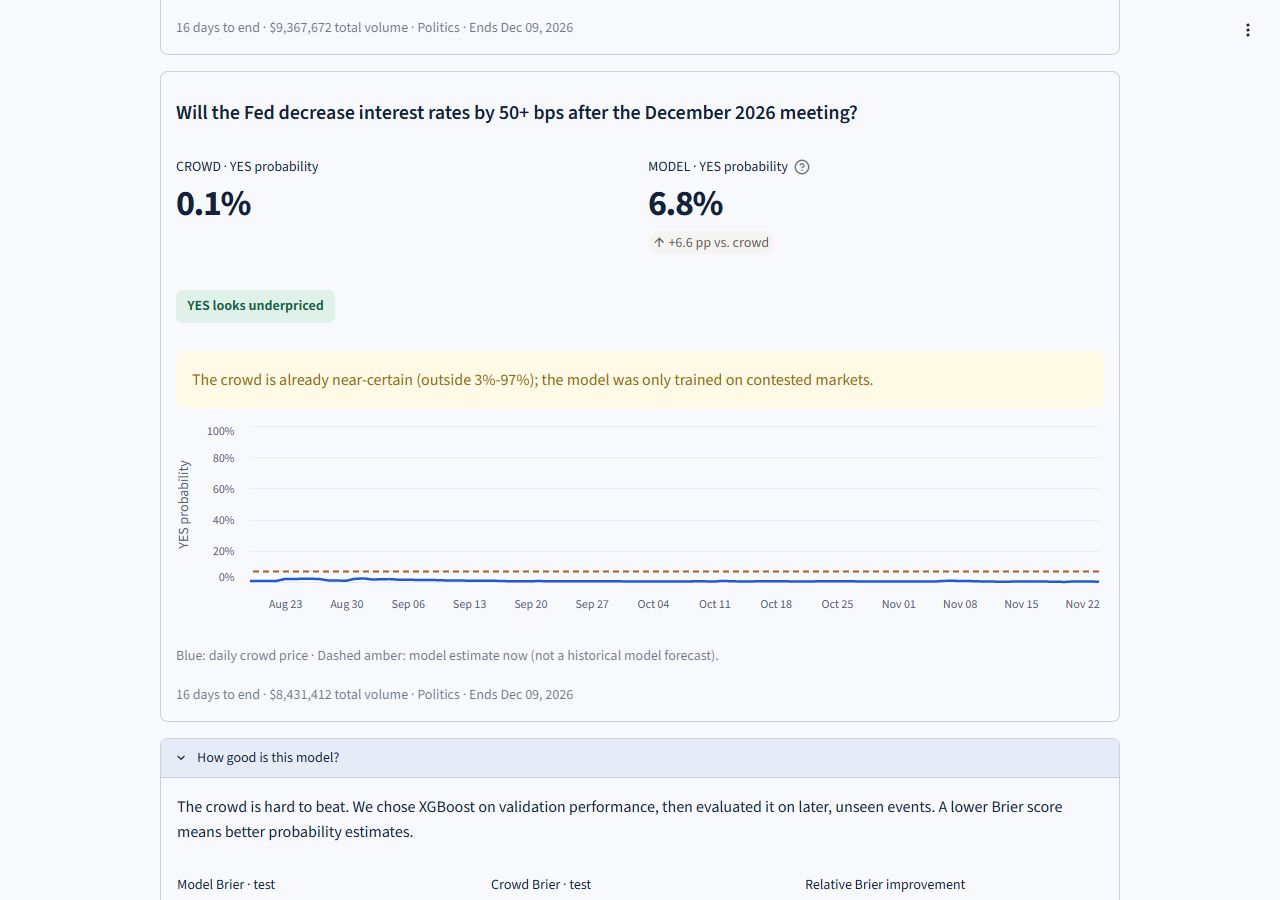 16 days to end · $9,367,672 total volume · Politics · Ends Dec 09, 2026
Will the Fed decrease interest rates by 50+ bps after the December 2026 meeting?
CROWD · YES probability
0.1%
MODEL · YES probability
6.8%
↑ +6.6 pp vs. crowd
YES looks underpriced
The crowd is already near-certain (outside 3%-97%); the model was only trained on contested markets.
YES probability
100%
80%
60%
40%
20%
0%
Aug 23 Aug 30 Sep 06 Sep 13 Sep 20 Sep 27 Oct 04 Oct 11 Oct 18 Oct 25 Nov 01 Nov 08 Nov 15 Nov 22
Blue: daily crowd price · Dashed amber: model estimate now (not a historical model forecast).
16 days to end · $8,431,412 total volume · Politics · Ends Dec 09, 2026
How good is this model?
The crowd is hard to beat. We chose XGBoost on validation performance, then evaluated it on later, unseen events. A lower Brier score
means better probability estimates.
Model Brier · test
Crowd Brier · test
Relative Brier improvement